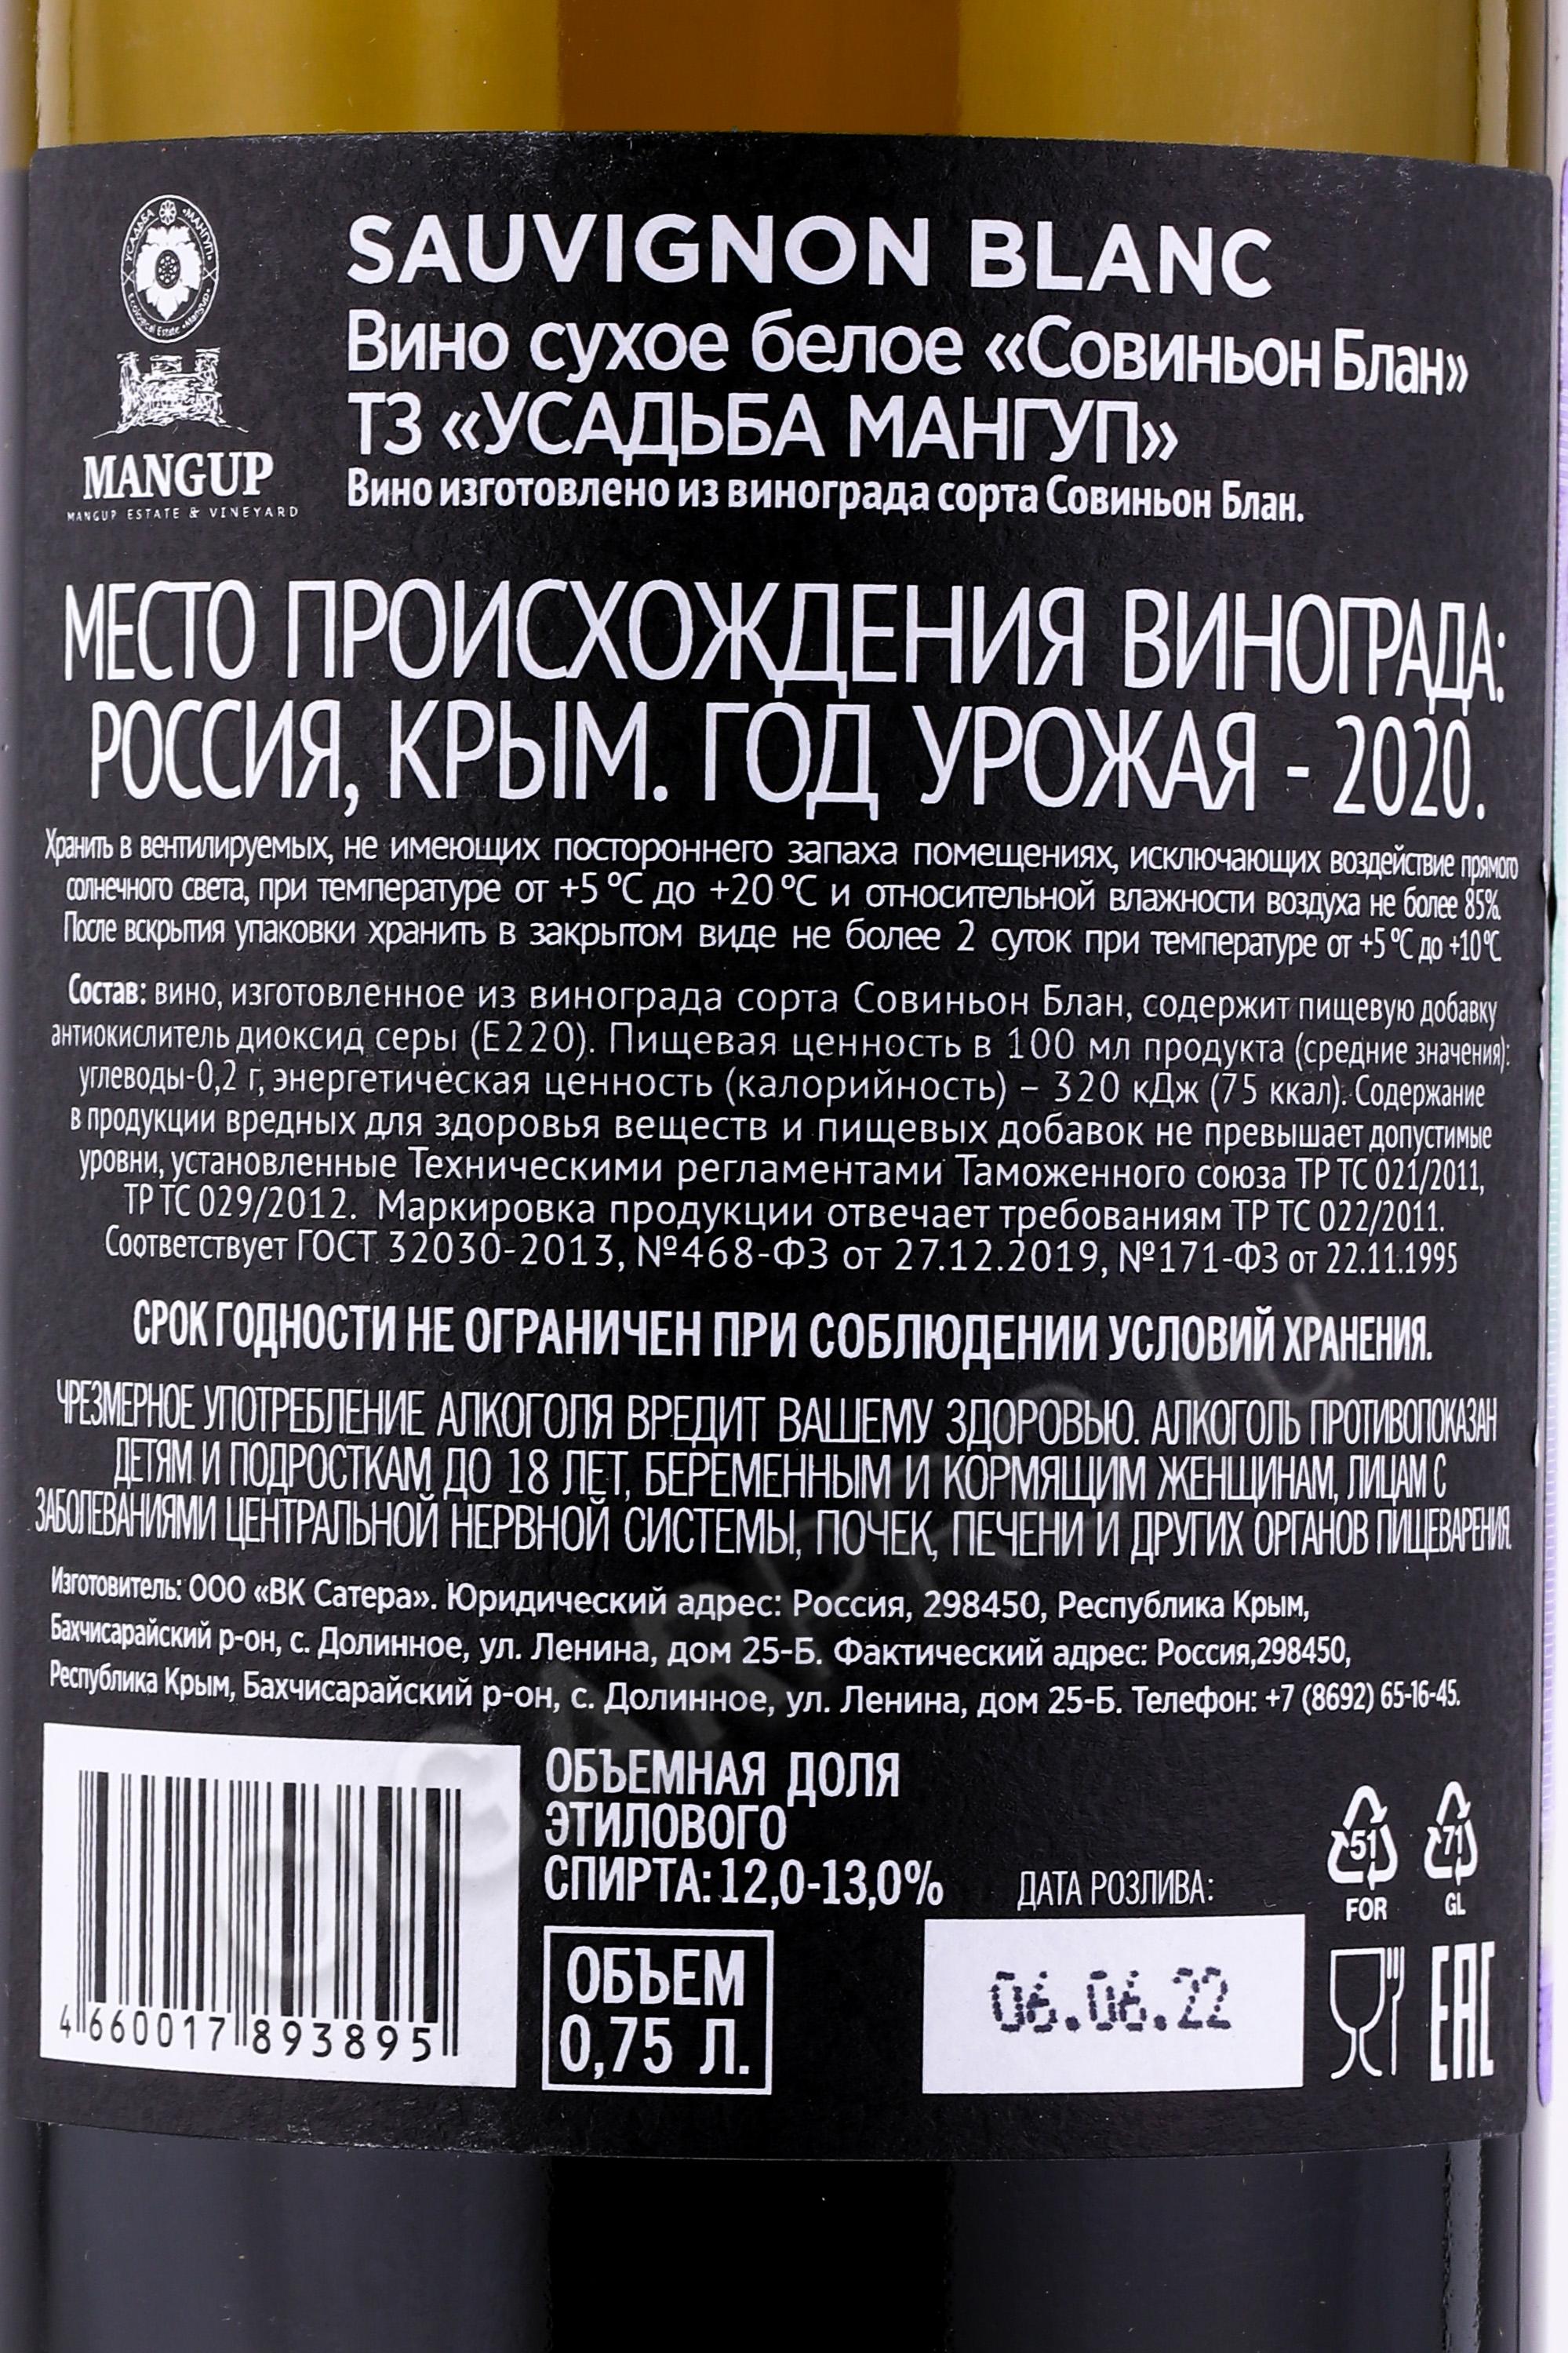 УСАДЬБА «МАНГУП»
Ecological Estate «Mangup»
MANGUP
MANGUP ESTATE & VINEYARD
SAUVIGNON BLANC
Вино сухое белое «Совиньон Блан»
ТЗ «УСАДЬБА МАНГУП»
Вино изготовлено из винограда сорта Совиньон Блан.
МЕСТО ПРОИСХОЖДЕНИЯ ВИНОГРАДА:
РОССИЯ, КРЫМ. ГОД УРОЖАЯ - 2020.
Хранить в вентилируемых, не имеющих постороннего запаха помещениях, исключающих воздействие прямого
солнечного света, при температуре от +5 °C до +20 °C и относительной влажности воздуха не более 85%.
После вскрытия упаковки хранить в закрытом виде не более 2 суток при температуре от +5 °C до +10 °C.
Состав: вино, изготовленное из винограда сорта Совиньон Блан, содержит пищевую добавку
антиокислитель диоксид серы (Е220). Пищевая ценность в 100 мл продукта (средние значения):
углеводы-0,2 г, энергетическая ценность (калорийность) – 320 кДж (75 ккал). Содержание
в продукции вредных для здоровья веществ и пищевых добавок не превышает допустимые
уровни, установленные Техническими регламентами Таможенного союза ТР ТС 021/2011,
ТР ТС 029/2012. Маркировка продукции отвечает требованиям ТР ТС 022/2011.
Соответствует ГОСТ 32030-2013, №468-ФЗ от 27.12.2019, №171-ФЗ от 22.11.1995
СРОК ГОДНОСТИ НЕ ОГРАНИЧЕН ПРИ СОБЛЮДЕНИИ УСЛОВИЙ ХРАНЕНИЯ.
ЧРЕЗМЕРНОЕ УПОТРЕБЛЕНИЕ АЛКОГОЛЯ ВРЕДИТ ВАШЕМУ ЗДОРОВЬЮ. АЛКОГОЛЬ ПРОТИВОПОКАЗАН
ДЕТЯМ И ПОДРОСТКАМ ДО 18 ЛЕТ, БЕРЕМЕННЫМ И КОРМЯЩИМ ЖЕНЩИНАМ, ЛИЦАМ С
ЗАБОЛЕВАНИЯМИ ЦЕНТРАЛЬНОЙ НЕРВНОЙ СИСТЕМЫ, ПОЧЕК, ПЕЧЕНИ И ДРУГИХ ОРГАНОВ ПИЩЕВАРЕНИЯ.
Изготовитель: ООО «ВК Сатера». Юридический адрес: Россия, 298450, Республика Крым,
Бахчисарайский р-он, с. Долинное, ул. Ленина, дом 25-Б. Фактический адрес: Россия,298450,
Республика Крым, Бахчисарайский р-он, с. Долинное, ул. Ленина, дом 25-Б. Телефон: +7 (8692) 65-16-45.
4 660017 893895
ОБЪЕМНАЯ ДОЛЯ
ЭТИЛОВОГО
СПИРТА: 12,0-13,0%
ОБЪЕМ
0,75 Л.
ДАТА РОЗЛИВА:
06.06.22
51
FOR
71
GL
EAC
CIGARPRO.ru